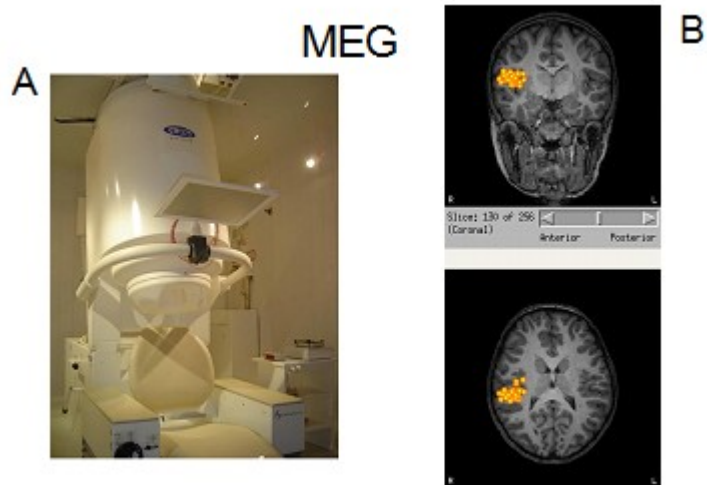 MEG
A
B
R L
Slice: 130 of 256
(Coronal)
Anterior Posterior
R L